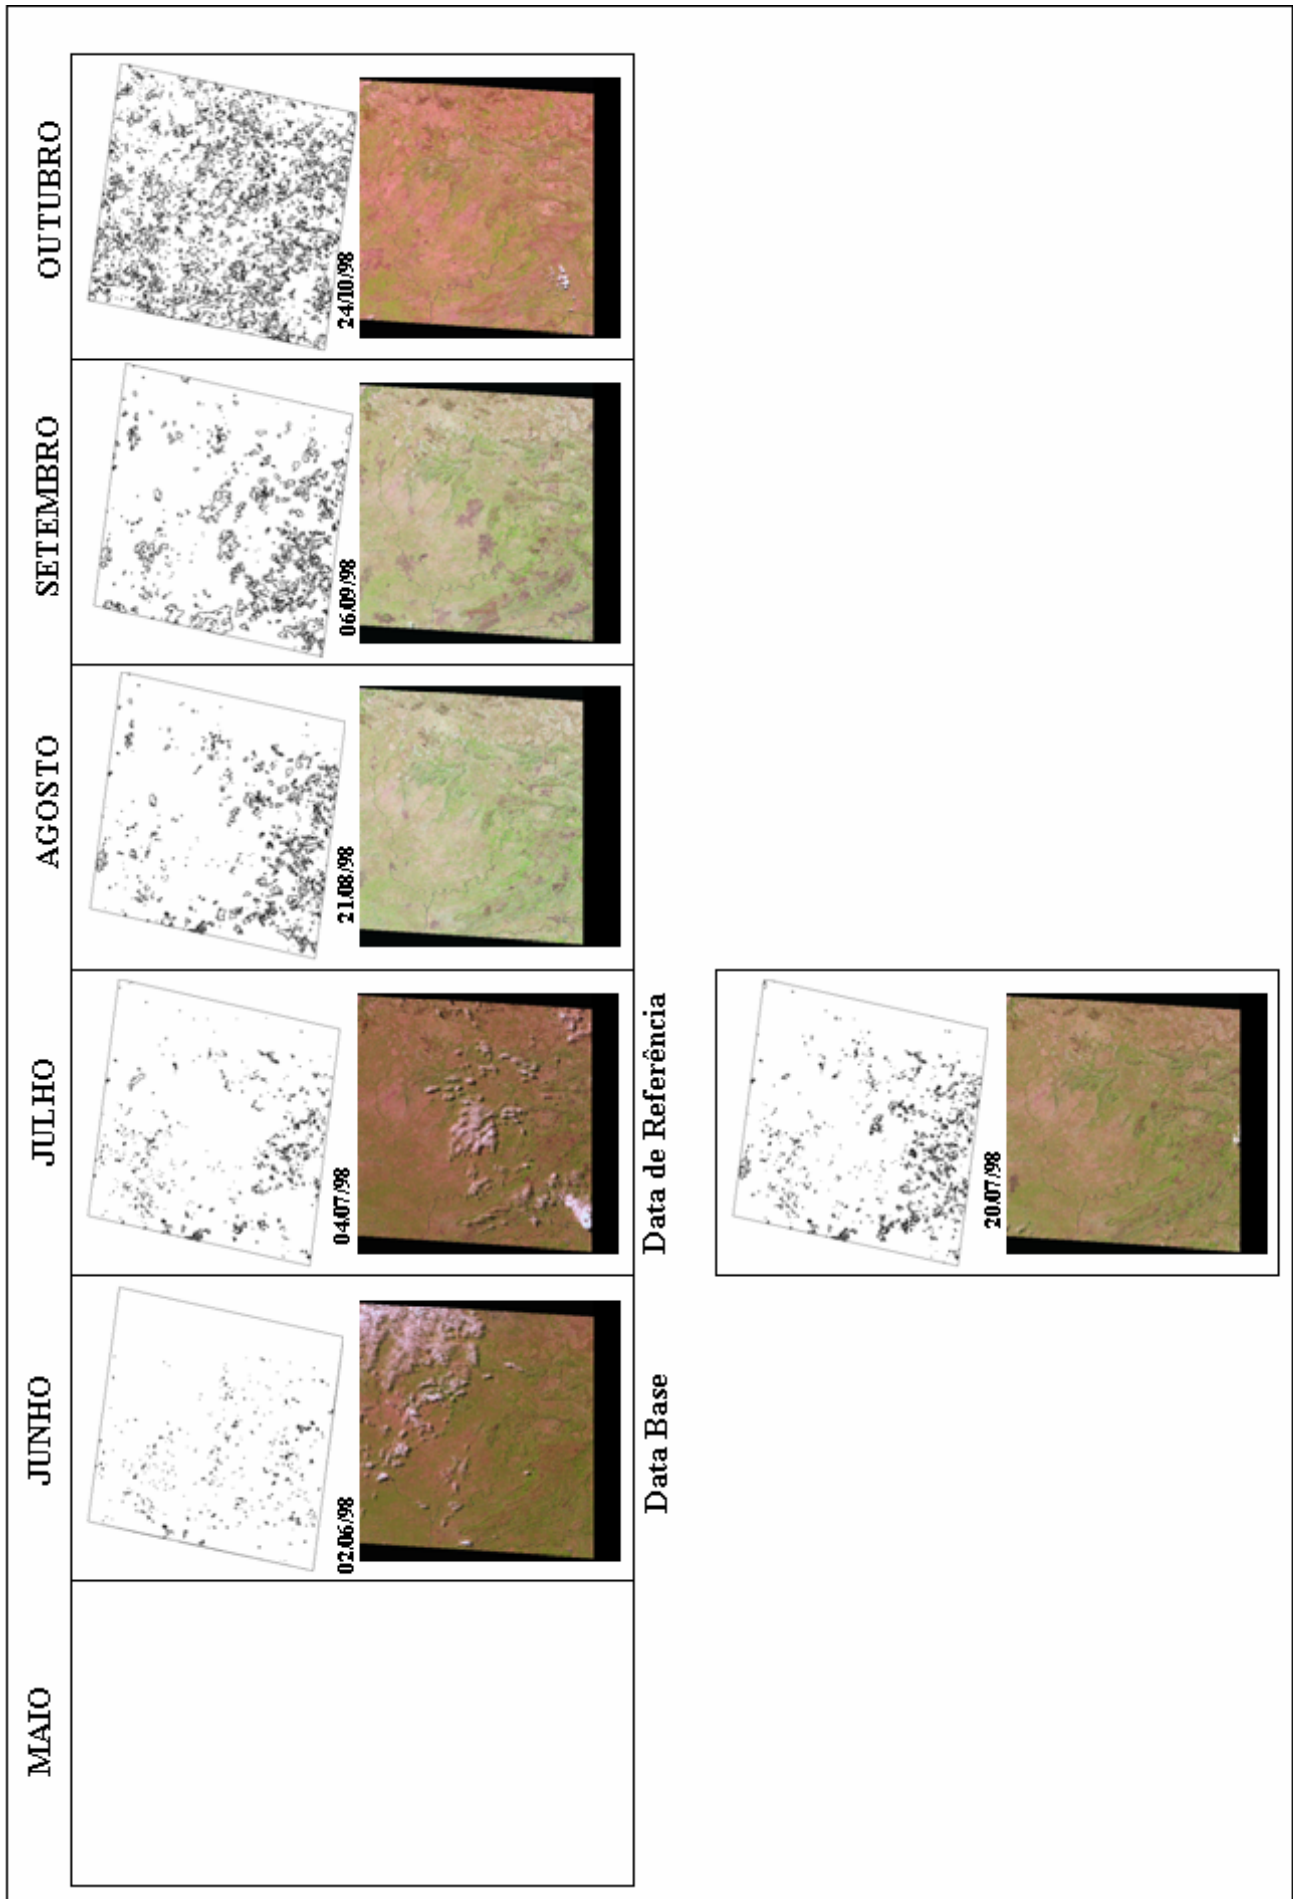 MAIO
JUNHO
JULHO
AGOSTO
SETEMBRO
OUTUBRO
02/06/98
04/07/98
21/08/98
06/09/98
24/10/98
Data Base
Data de Referência
20/07/98